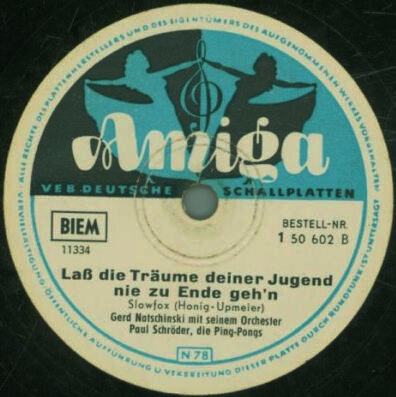 ALLE RECHTE DES PLATTENHERSTELLERS UND DES EIGENTÜMERS DES AUFGENOMMENEN WERKES VORBEHALTEN
Amiga
VEB DEUTSCHE SCHALLPLATTEN
BIEM
11334
BESTELL-NR.
1 50 602 B
Laß die Träume deiner Jugend
nie zu Ende geh'n
Slowfox (Honig-Upmeier)
Gerd Natschinski mit seinem Orchester
Paul Schröder, die Ping-Pongs
N 78
VERVIELFÄLTIGUNG, ÖFFENTLICHE AUFFÜHRUNG U. VERBREITUNG DIESER PLATTE DURCH RUNDFUNK IST UNTERSAGT